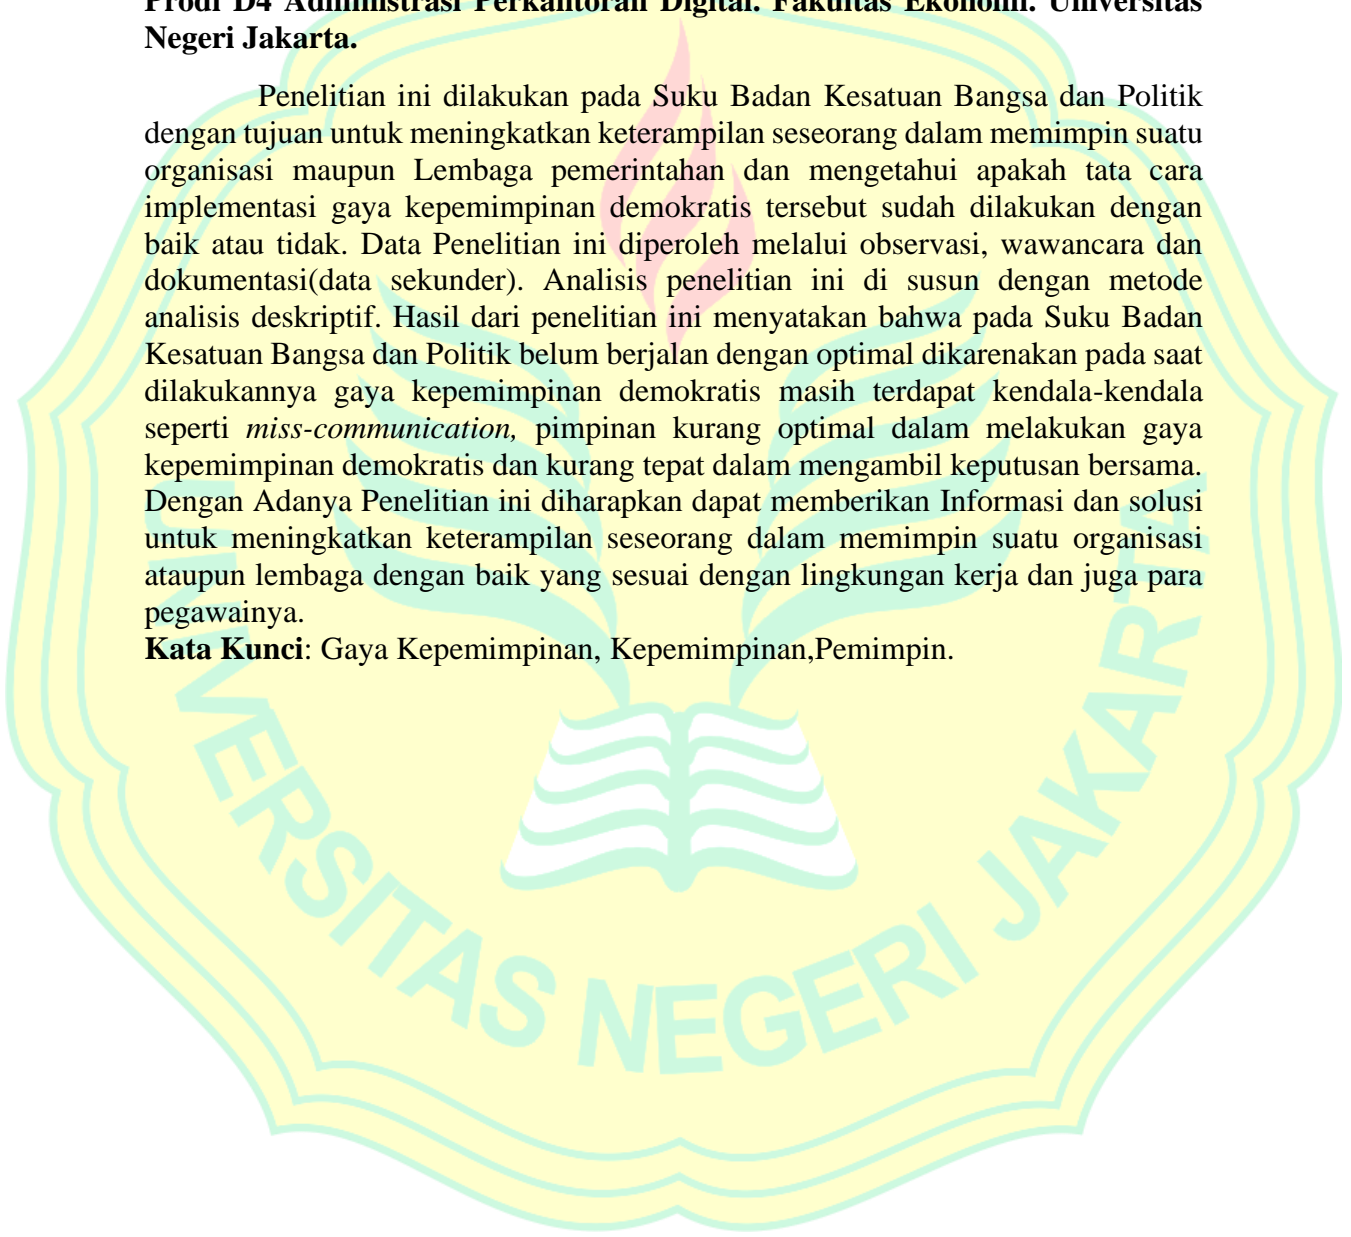 Prodi D4 Administrasi Perkantoran Digital. Fakultas Ekonomi. Universitas
Negeri Jakarta.
Penelitian ini dilakukan pada Suku Badan Kesatuan Bangsa dan Politik
dengan tujuan untuk meningkatkan keterampilan seseorang dalam memimpin suatu
organisasi maupun Lembaga pemerintahan dan mengetahui apakah tata cara
implementasi gaya kepemimpinan demokratis tersebut sudah dilakukan dengan
baik atau tidak. Data Penelitian ini diperoleh melalui observasi, wawancara dan
dokumentasi(data sekunder). Analisis penelitian ini di susun dengan metode
analisis deskriptif. Hasil dari penelitian ini menyatakan bahwa pada Suku Badan
Kesatuan Bangsa dan Politik belum berjalan dengan optimal dikarenakan pada saat
dilakukannya gaya kepemimpinan demokratis masih terdapat kendala-kendala
seperti miss-communication, pimpinan kurang optimal dalam melakukan gaya
kepemimpinan demokratis dan kurang tepat dalam mengambil keputusan bersama.
Dengan Adanya Penelitian ini diharapkan dapat memberikan Informasi dan solusi
untuk meningkatkan keterampilan seseorang dalam memimpin suatu organisasi
ataupun lembaga dengan baik yang sesuai dengan lingkungan kerja dan juga para
pegawainya.
Kata Kunci: Gaya Kepemimpinan, Kepemimpinan,Pemimpin.
UNIVERSITAS NEGERI JAKARTA